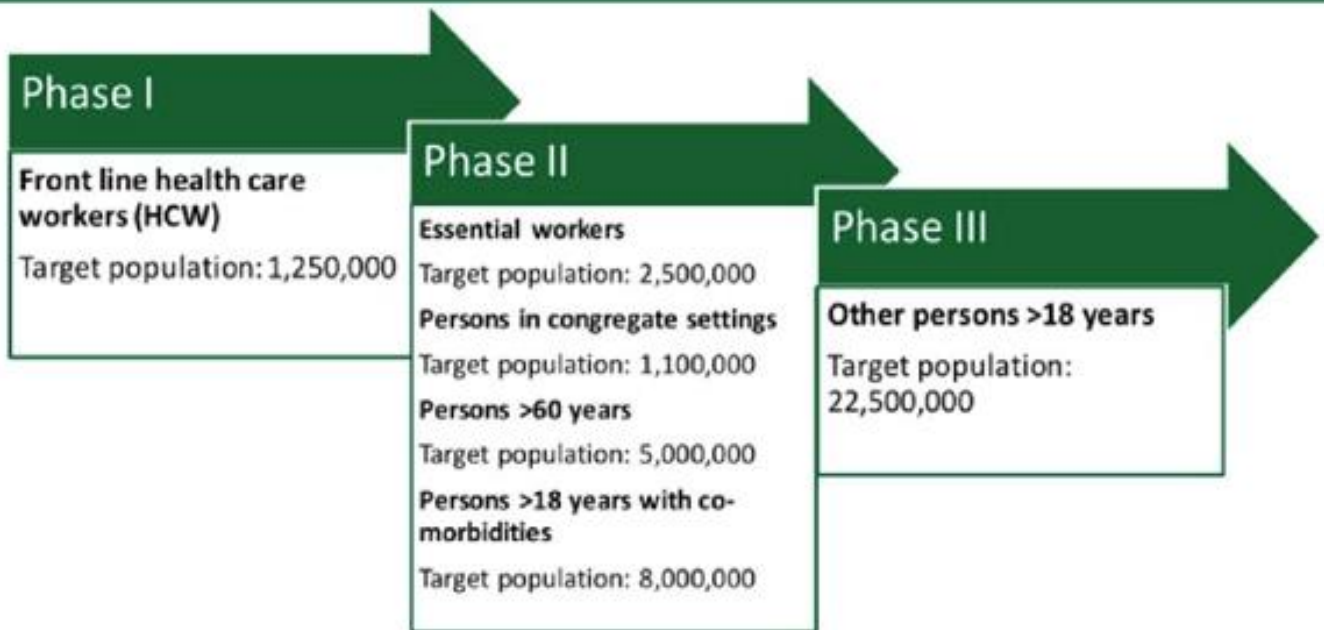 Phase I
Front line health care
workers (HCW)
Target population: 1,250,000
Phase II
Essential workers
Target population: 2,500,000
Persons in congregate settings
Target population: 1,100,000
Persons >60 years
Target population: 5,000,000
Persons >18 years with co-
morbidities
Target population: 8,000,000
Phase III
Other persons >18 years
Target population:
22,500,000